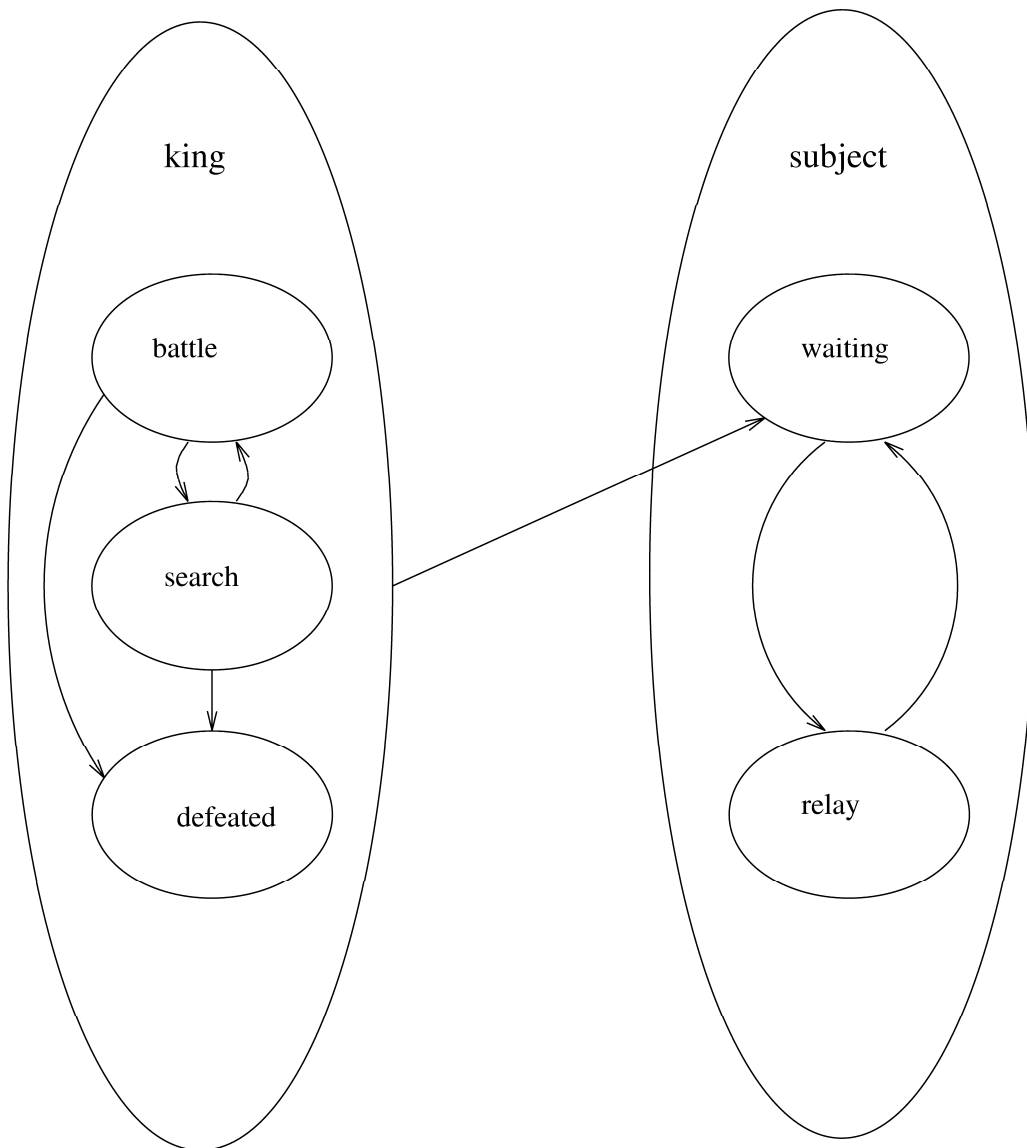 king
battle
search
defeated
subject
waiting
relay